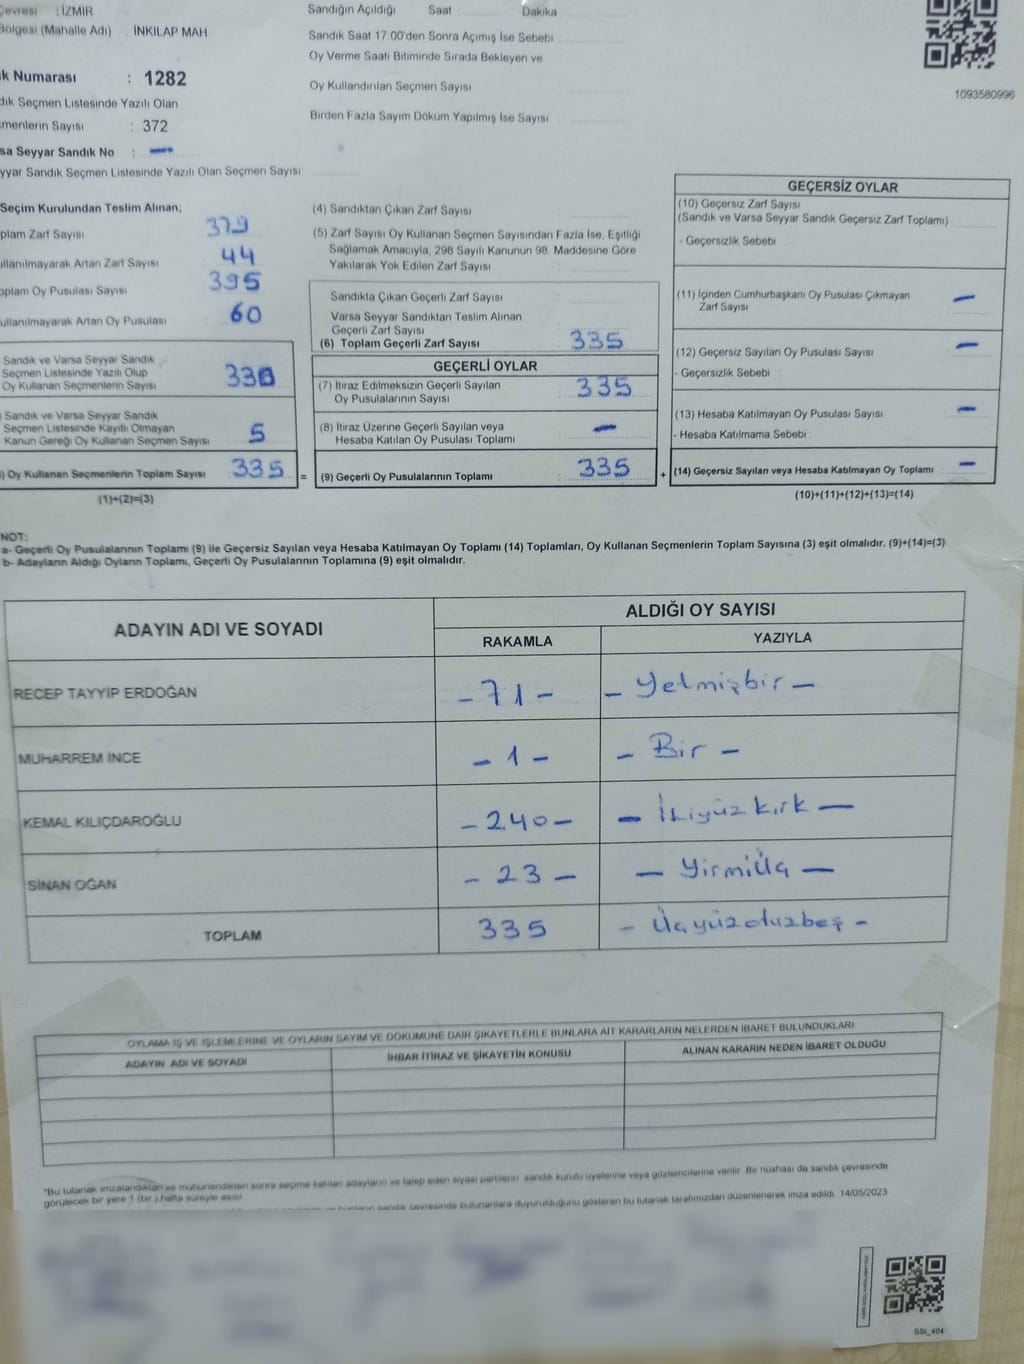 Çevresi : İZMİR
Bölgesi (Mahalle Adı) : İNKILAP MAH
Numarası : 1282
Seçmen Listesinde Yazılı Olan
Sayısı : 372
Seyyar Sandık No : —
Sandık Seçmen Listesinde Yazılı Olan Seçmen Sayısı
Sandığın Açıldığı Saat Dakika
Sandık Saat 17:00'den Sonra Açımış İse Sebebi
Oy Verme Saati Bitiminde Sırada Bekleyen ve
Oy Kullandırılan Seçmen Sayısı
Birden Fazla Sayım Döküm Yapılmış İse Sayısı
1093580996
Seçim Kurulundan Teslim Alınan;
Zarf Sayısı 379
Artan Zarf Sayısı 44
Oy Pusulası Sayısı 395
Artan Oy Pusulası 60
Sandık ve Varsa Seyyar Sandık
Seçmen Listesinde Yazılı Olup
Oy Kullanan Seçmenlerin Sayısı 330
Sandık ve Varsa Seyyar Sandık
Seçmen Listesinde Kayıtlı Olmayan
Kanun Gereği Oy Kullanan Seçmen Sayısı 5
) Oy Kullanan Seçmenlerin Toplam Sayısı 335 =
(1)+(2)=(3)
(4) Sandıktan Çıkan Zarf Sayısı
(5) Zarf Sayısı Oy Kullanan Seçmen Sayısından Fazla İse, Eşitliği
Sağlamak Amacıyla, 298 Sayılı Kanunun 98. Maddesine Göre
Yakılarak Yok Edilen Zarf Sayısı
Sandıkta Çıkan Geçerli Zarf Sayısı
Varsa Seyyar Sandıktan Teslim Alınan
Geçerli Zarf Sayısı
(6) Toplam Geçerli Zarf Sayısı 335
GEÇERLİ OYLAR
(7) İtiraz Edilmeksizin Geçerli Sayılan
Oy Pusulalarının Sayısı 335
(8) İtiraz Üzerine Geçerli Sayılan veya
Hesaba Katılan Oy Pusulası Toplamı —
(9) Geçerli Oy Pusulalarının Toplamı 335 +
GEÇERSİZ OYLAR
(10) Geçersiz Zarf Sayısı
(Sandık ve Varsa Seyyar Sandık Geçersiz Zarf Toplamı)
- Geçersizlik Sebebi
(11) İçinden Cumhurbaşkanı Oy Pusulası Çıkmayan
Zarf Sayısı —
(12) Geçersiz Sayılan Oy Pusulası Sayısı —
- Geçersizlik Sebebi :
(13) Hesaba Katılmayan Oy Pusulası Sayısı —
- Hesaba Katılmama Sebebi :
(14) Geçersiz Sayılan veya Hesaba Katılmayan Oy Toplamı —
(10)+(11)+(12)+(13)=(14)
NOT:
a- Geçerli Oy Pusulalarının Toplamı (9) ile Geçersiz Sayılan veya Hesaba Katılmayan Oy Toplamı (14) Toplamları, Oy Kullanan Seçmenlerin Toplam Sayısına (3) eşit olmalıdır. (9)+(14)=(3)
b- Adayların Aldığı Oyların Toplamı, Geçerli Oy Pusulalarının Toplamına (9) eşit olmalıdır.
ADAYIN ADI VE SOYADI ALDIĞI OY SAYISI
RAKAMLA YAZIYLA
RECEP TAYYİP ERDOĞAN - 71 - - Yetmişbir -
MUHARREM İNCE - 1 - - Bir -
KEMAL KILIÇDAROĞLU - 240 - - İkiyüz kırk -
SİNAN OĞAN - 23 - - Yirmiüç -
TOPLAM 335 - Üçyüzotuzbeş -
OYLAMA İŞ VE İŞLEMLERİNE VE OYLARIN SAYIM VE DÖKÜMÜNE DAİR ŞİKAYETLERLE BUNLARA AİT KARARLARIN NELERDEN İBARET BULUNDUKLARI
ADAYIN ADI VE SOYADI İHBAR İTİRAZ VE ŞİKAYETİN KONUSU ALINAN KARARIN NEDEN İBARET OLDUĞU
*Bu tutanak imzalandıktan ve mühürlendikten sonra seçime katılan adayların ve talep eden siyasi partilerin sandık kurulu üyelerine veya gözlemcilerine verilir. Bir nüshası da sandık çevresinde
görülecek bir yere 1 (bir ) hafta süreyle asılır.
sandık çevresinde bulunanlara duyurulduğunu gösteren bu tutanak tarafımızdan düzenlenerek imza edildi. 14/05/2023
SSİ_404